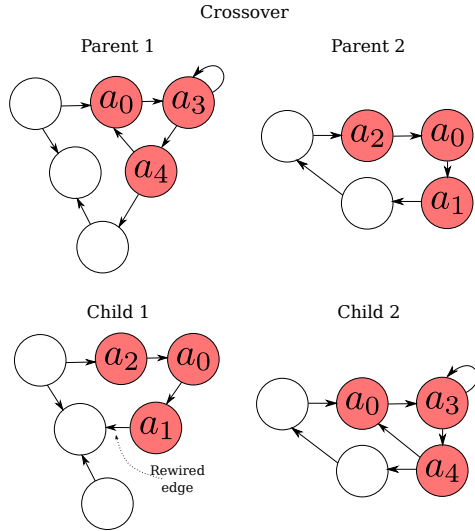 Crossover
Parent 1
Parent 2
a0
a3
a2
a0
a4
a1
Child 1
Child 2
a2
a0
a0
a3
a1
a4
Rewired
edge